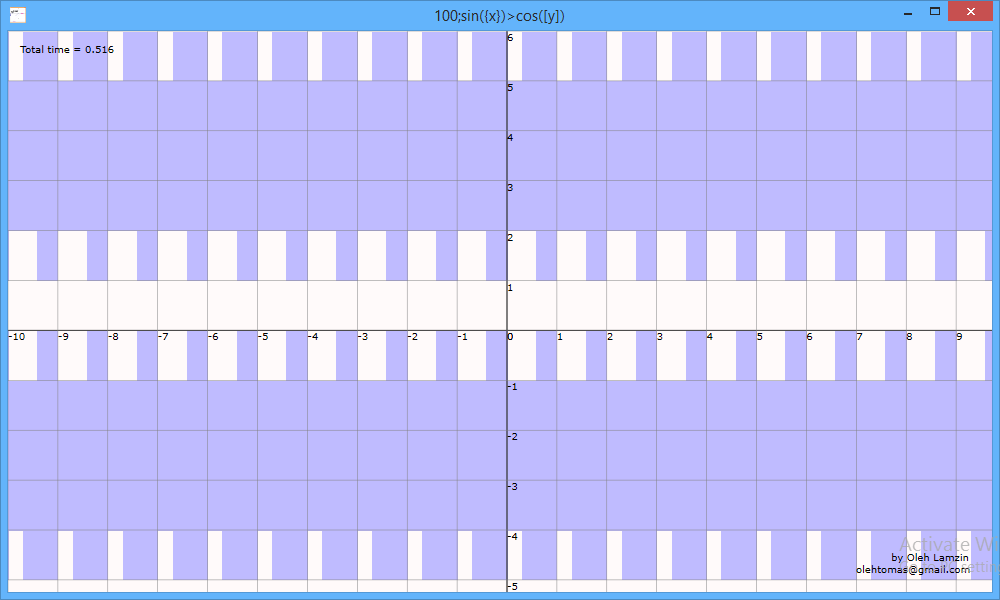 100;sin({x})>cos([y])
Total time = 0.516
6
5
4
3
2
1
-10 -9 -8 -7 -6 -5 -4 -3 -2 -1 0 1 2 3 4 5 6 7 8 9
-1
-2
-3
-4
Activate W
by Oleh Lamzin
olehtomas@gmail.com
-5